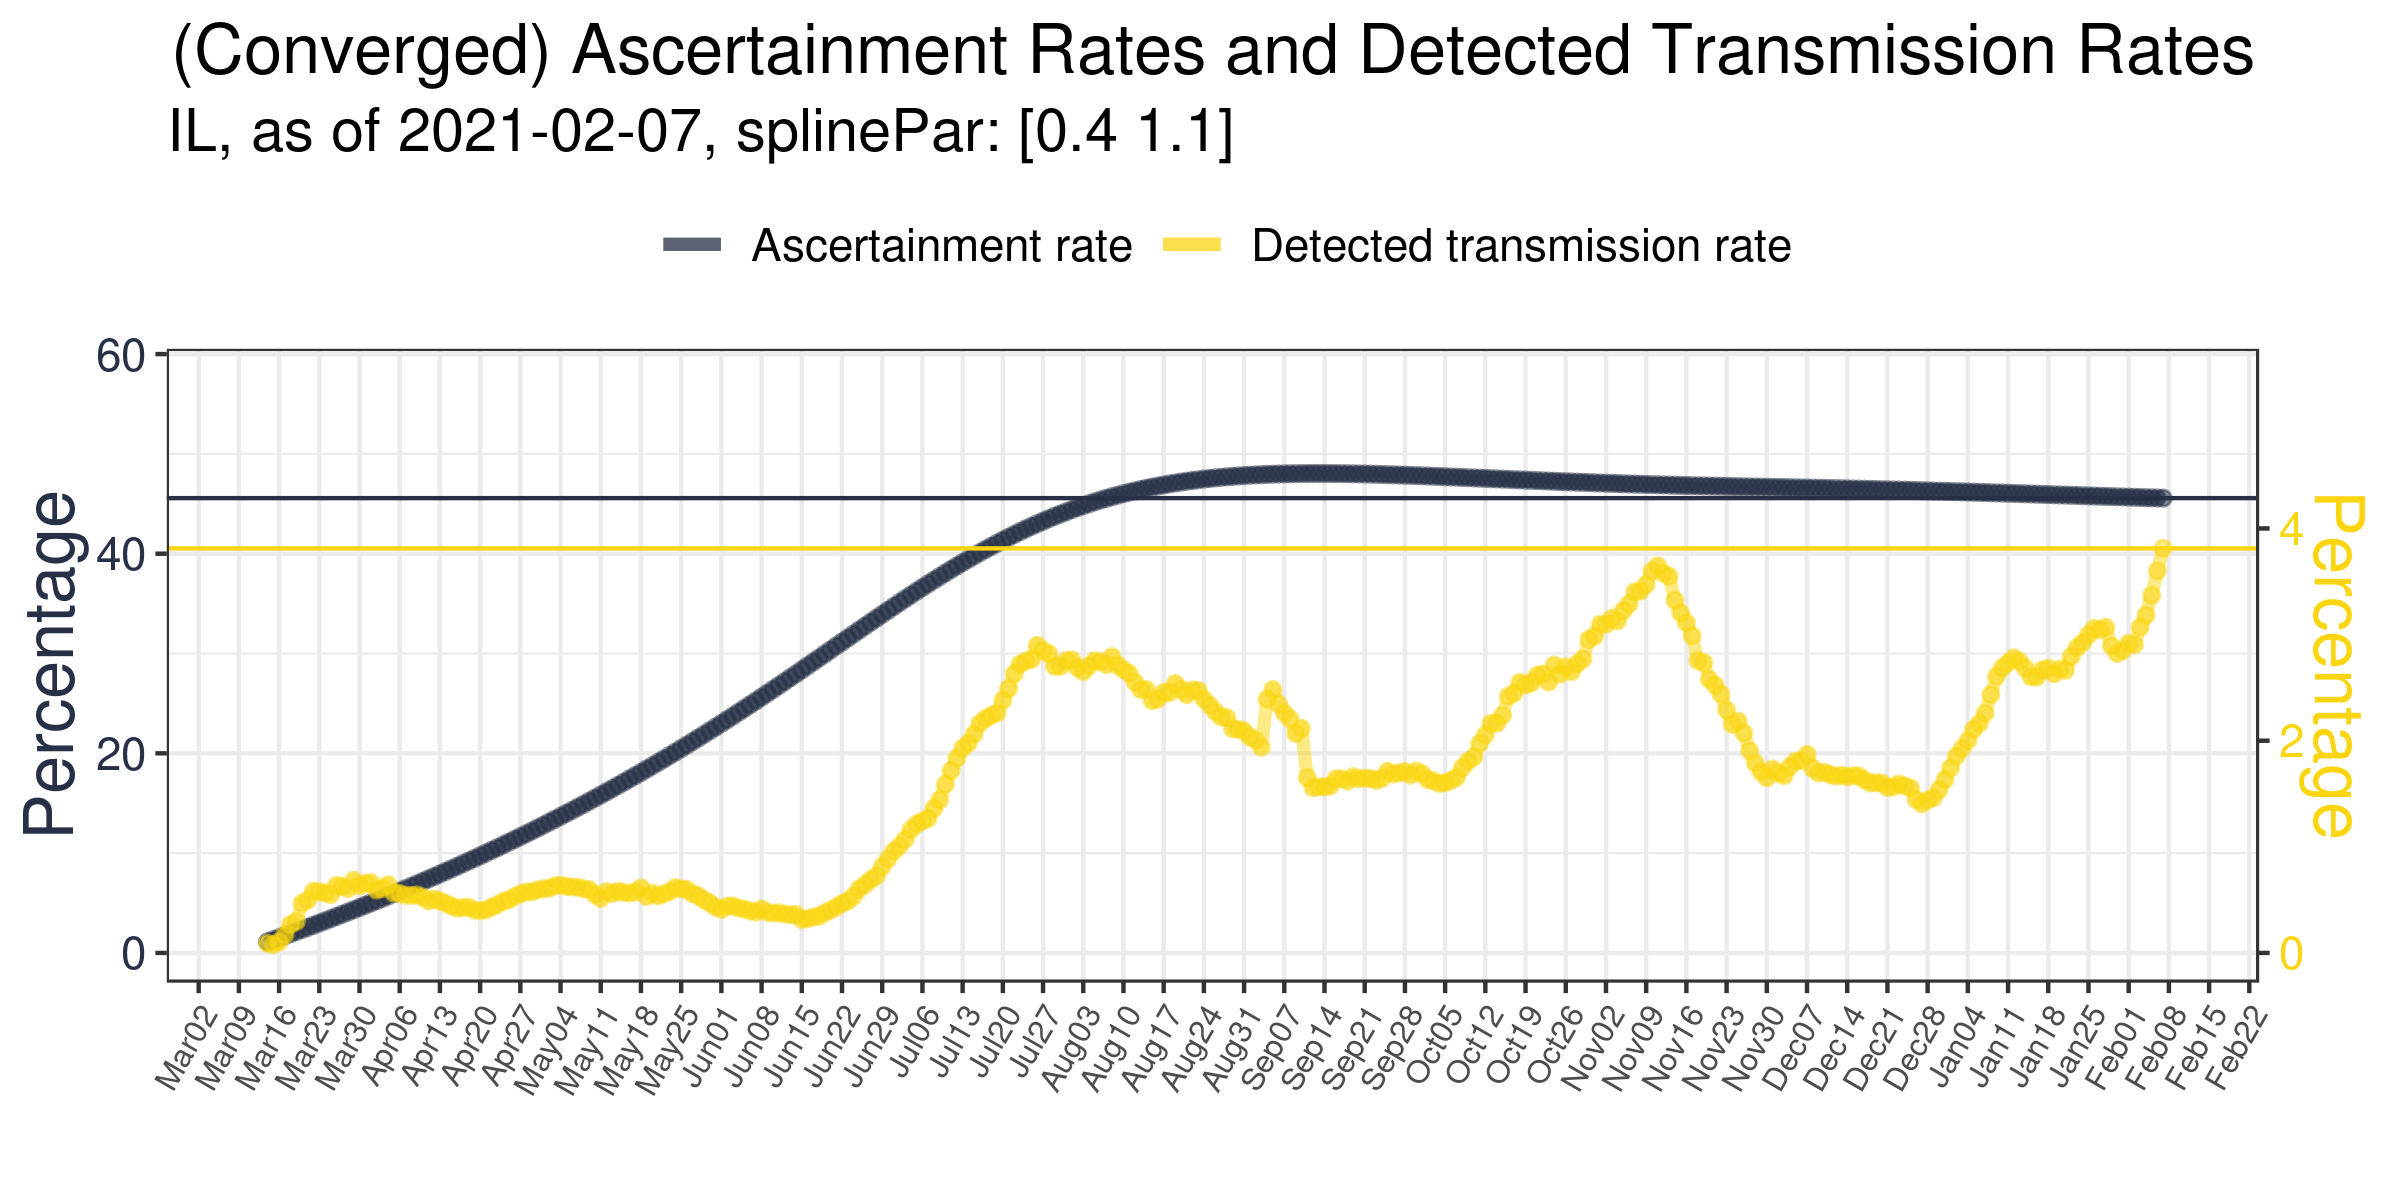 (Converged) Ascertainment Rates and Detected Transmission Rates
IL, as of 2021-02-07, splinePar: [0.4 1.1]
Ascertainment rate Detected transmission rate
Percentage
60
40
20
0
4
2
0
Percentage
Mar02 Mar09 Mar16 Mar23 Mar30 Apr06 Apr13 Apr20 Apr27 May04 May11 May18 May25 Jun01 Jun08 Jun15 Jun22 Jun29 Jul06 Jul13 Jul20 Jul27 Aug03 Aug10 Aug17 Aug24 Aug31 Sep07 Sep14 Sep21 Sep28 Oct05 Oct12 Oct19 Oct26 Nov02 Nov09 Nov16 Nov23 Nov30 Dec07 Dec14 Dec21 Dec28 Jan04 Jan11 Jan18 Jan25 Feb01 Feb08 Feb15 Feb22